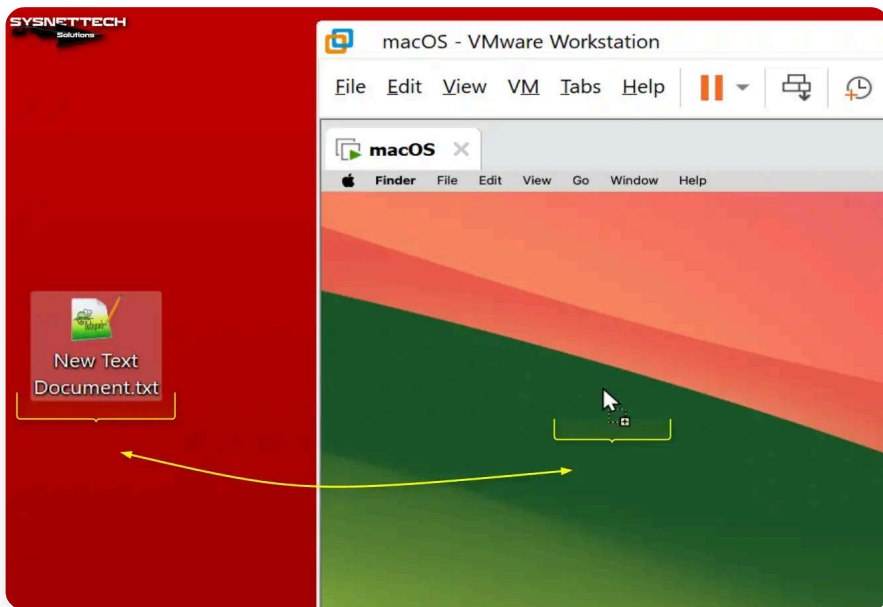 SYSNETTECH
Solutions
macOS - VMware Workstation
File Edit View VM Tabs Help
macOS
Finder File Edit View Go Window Help
New Text
Document.txt